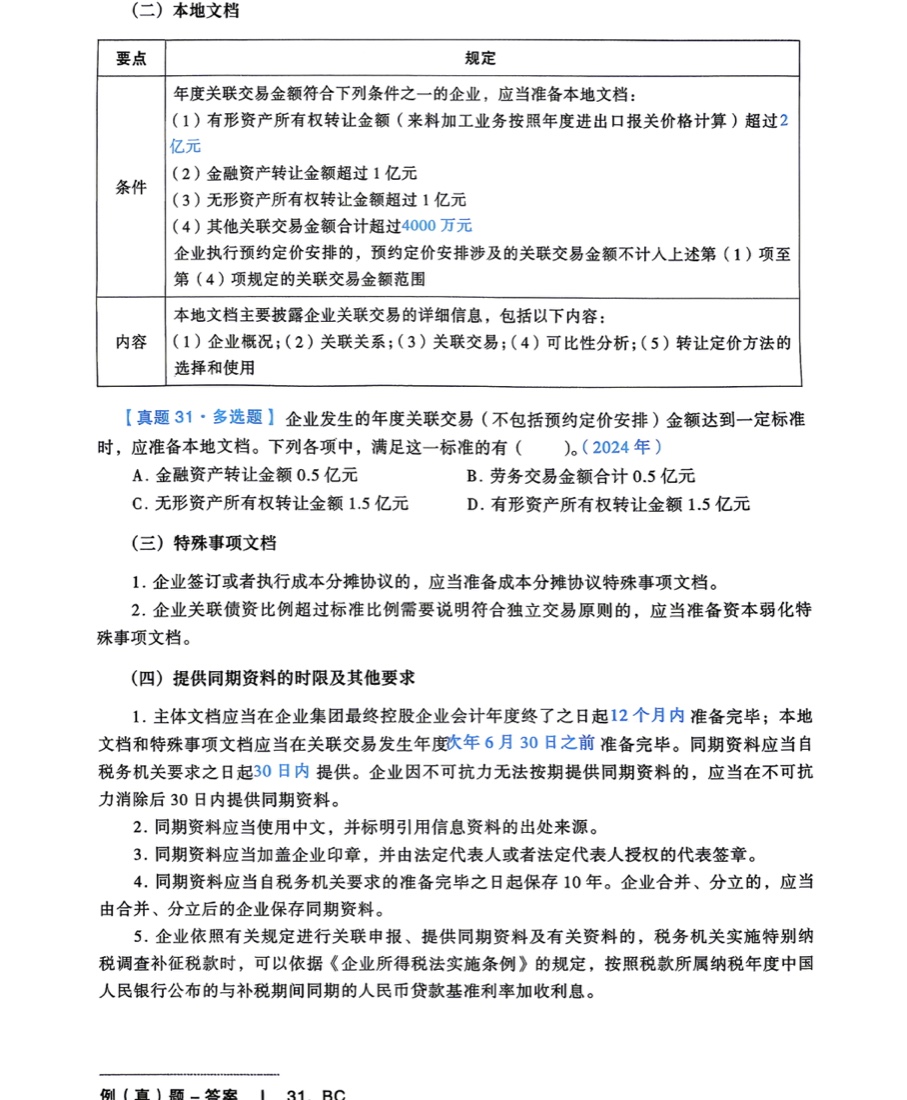 （二）本地文档
要点
规定
条件
年度关联交易金额符合下列条件之一的企业，应当准备本地文档：
（1）有形资产所有权转让金额（来料加工业务按照年度进出口报关价格计算）超过2
亿元
（2）金融资产转让金额超过 1 亿元
（3）无形资产所有权转让金额超过 1 亿元
（4）其他关联交易金额合计超过4000 万元
企业执行预约定价安排的，预约定价安排涉及的关联交易金额不计入上述第（1）项至
第（4）项规定的关联交易金额范围
内容
本地文档主要披露企业关联交易的详细信息，包括以下内容：
（1）企业概况；（2）关联关系；（3）关联交易；（4）可比性分析；（5）转让定价方法的
选择和使用
【真题 31·多选题】企业发生的年度关联交易（不包括预约定价安排）金额达到一定标准
时，应准备本地文档。下列各项中，满足这一标准的有（　　）。（2024 年）
A. 金融资产转让金额 0.5 亿元
B. 劳务交易金额合计 0.5 亿元
C. 无形资产所有权转让金额 1.5 亿元
D. 有形资产所有权转让金额 1.5 亿元
（三）特殊事项文档
1. 企业签订或者执行成本分摊协议的，应当准备成本分摊协议特殊事项文档。
2. 企业关联债资比例超过标准比例需要说明符合独立交易原则的，应当准备资本弱化特
殊事项文档。
（四）提供同期资料的时限及其他要求
1. 主体文档应当在企业集团最终控股企业会计年度终了之日起12 个月内 准备完毕；本地
文档和特殊事项文档应当在关联交易发生年度次年 6 月 30 日之前 准备完毕。同期资料应当自
税务机关要求之日起30 日内 提供。企业因不可抗力无法按期提供同期资料的，应当在不可抗
力消除后 30 日内提供同期资料。
2. 同期资料应当使用中文，并标明引用信息资料的出处来源。
3. 同期资料应当加盖企业印章，并由法定代表人或者法定代表人授权的代表签章。
4. 同期资料应当自税务机关要求的准备完毕之日起保存 10 年。企业合并、分立的，应当
由合并、分立后的企业保存同期资料。
5. 企业依照有关规定进行关联申报、提供同期资料及有关资料的，税务机关实施特别纳
税调查补征税款时，可以依据《企业所得税法实施条例》的规定，按照税款所属纳税年度中国
人民银行公布的与补税期间同期的人民币贷款基准利率加收利息。
例（真）题－答案 | 31. BC